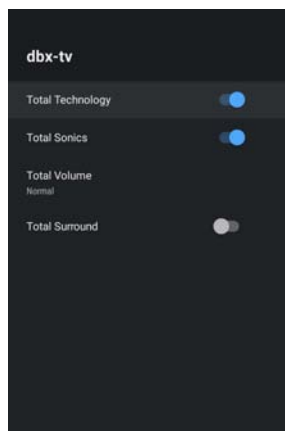 dbx-tv
Total Technology
Total Sonics
Total Volume
Normal
Total Surround